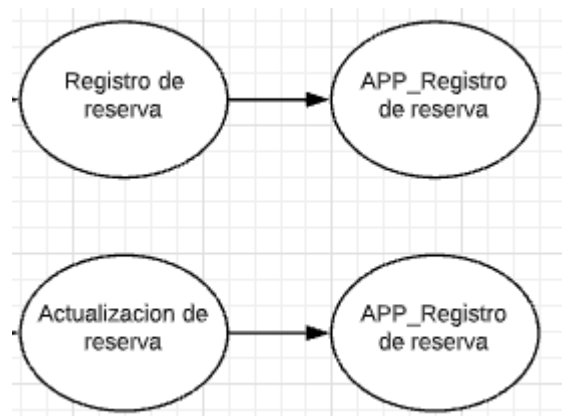 Registro de
reserva
APP_Registro
de reserva
Actualizacion de
reserva
APP_Registro
de reserva